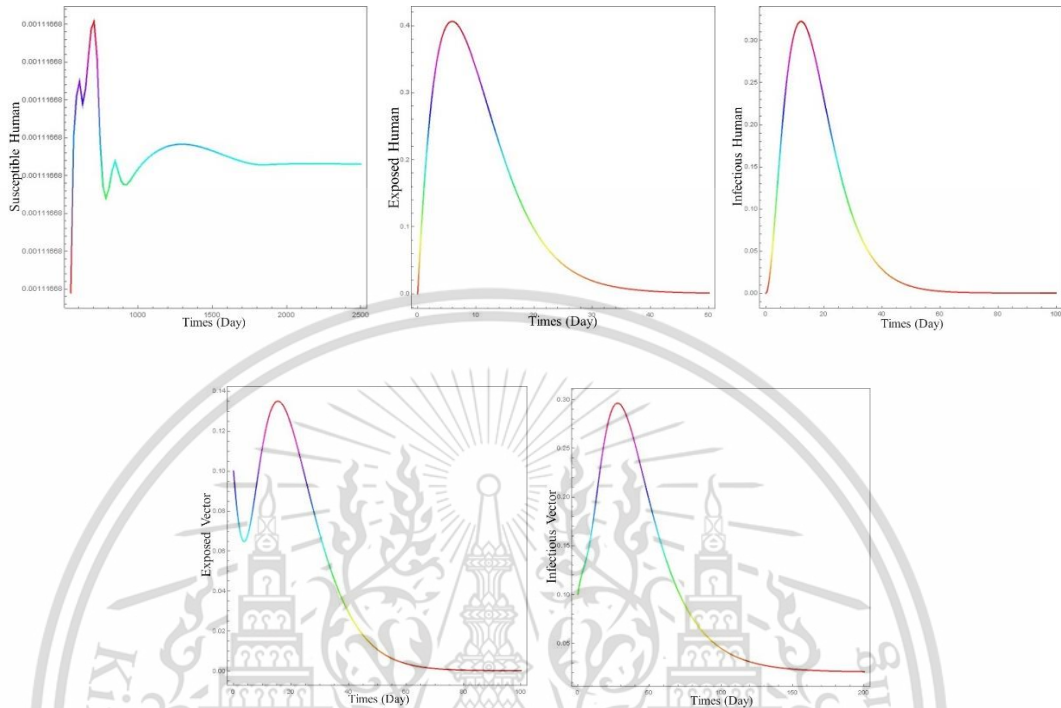 0.00111668
0.00111668
0.00111668
0.00111668
0.00111668
0.00111668
0.00111668
0.00111668
Susceptible Human
1000 1500 2000 2500
Times (Day)
0.4
0.3
0.2
0.1
0.0
Exposed Human
0 10 20 30 40 50
Times (Day)
0.30
0.25
0.20
0.15
0.10
0.05
0.00
Infectious Human
0 20 40 60 80 100
Times (Day)
0.14
0.12
0.10
0.08
0.06
0.04
0.02
0.00
Exposed Vector
0 20 40 60 80 100
Times (Day)
0.30
0.25
0.20
0.15
0.10
0.05
Infectious Vector
0 50 100 150 200
Times (Day)